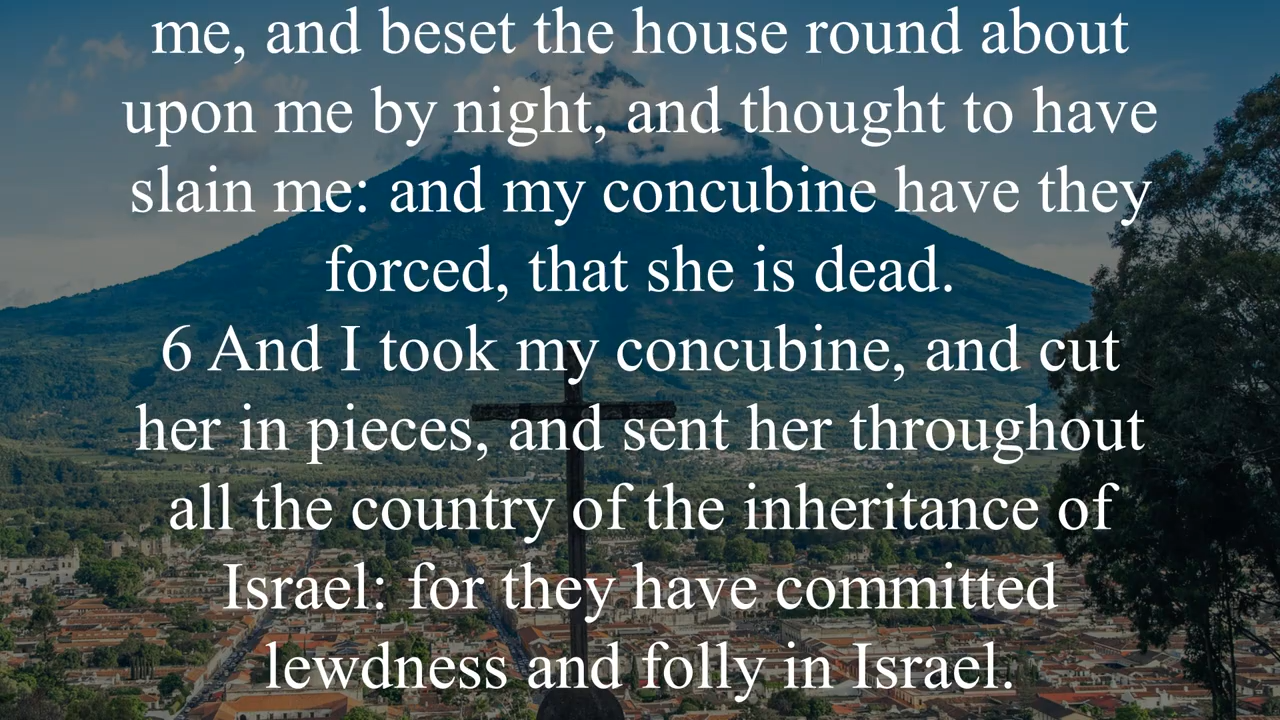 me, and beset the house round about
upon me by night, and thought to have
slain me: and my concubine have they
forced, that she is dead.
6 And I took my concubine, and cut
her in pieces, and sent her throughout
all the country of the inheritance of
Israel: for they have committed
lewdness and folly in Israel.